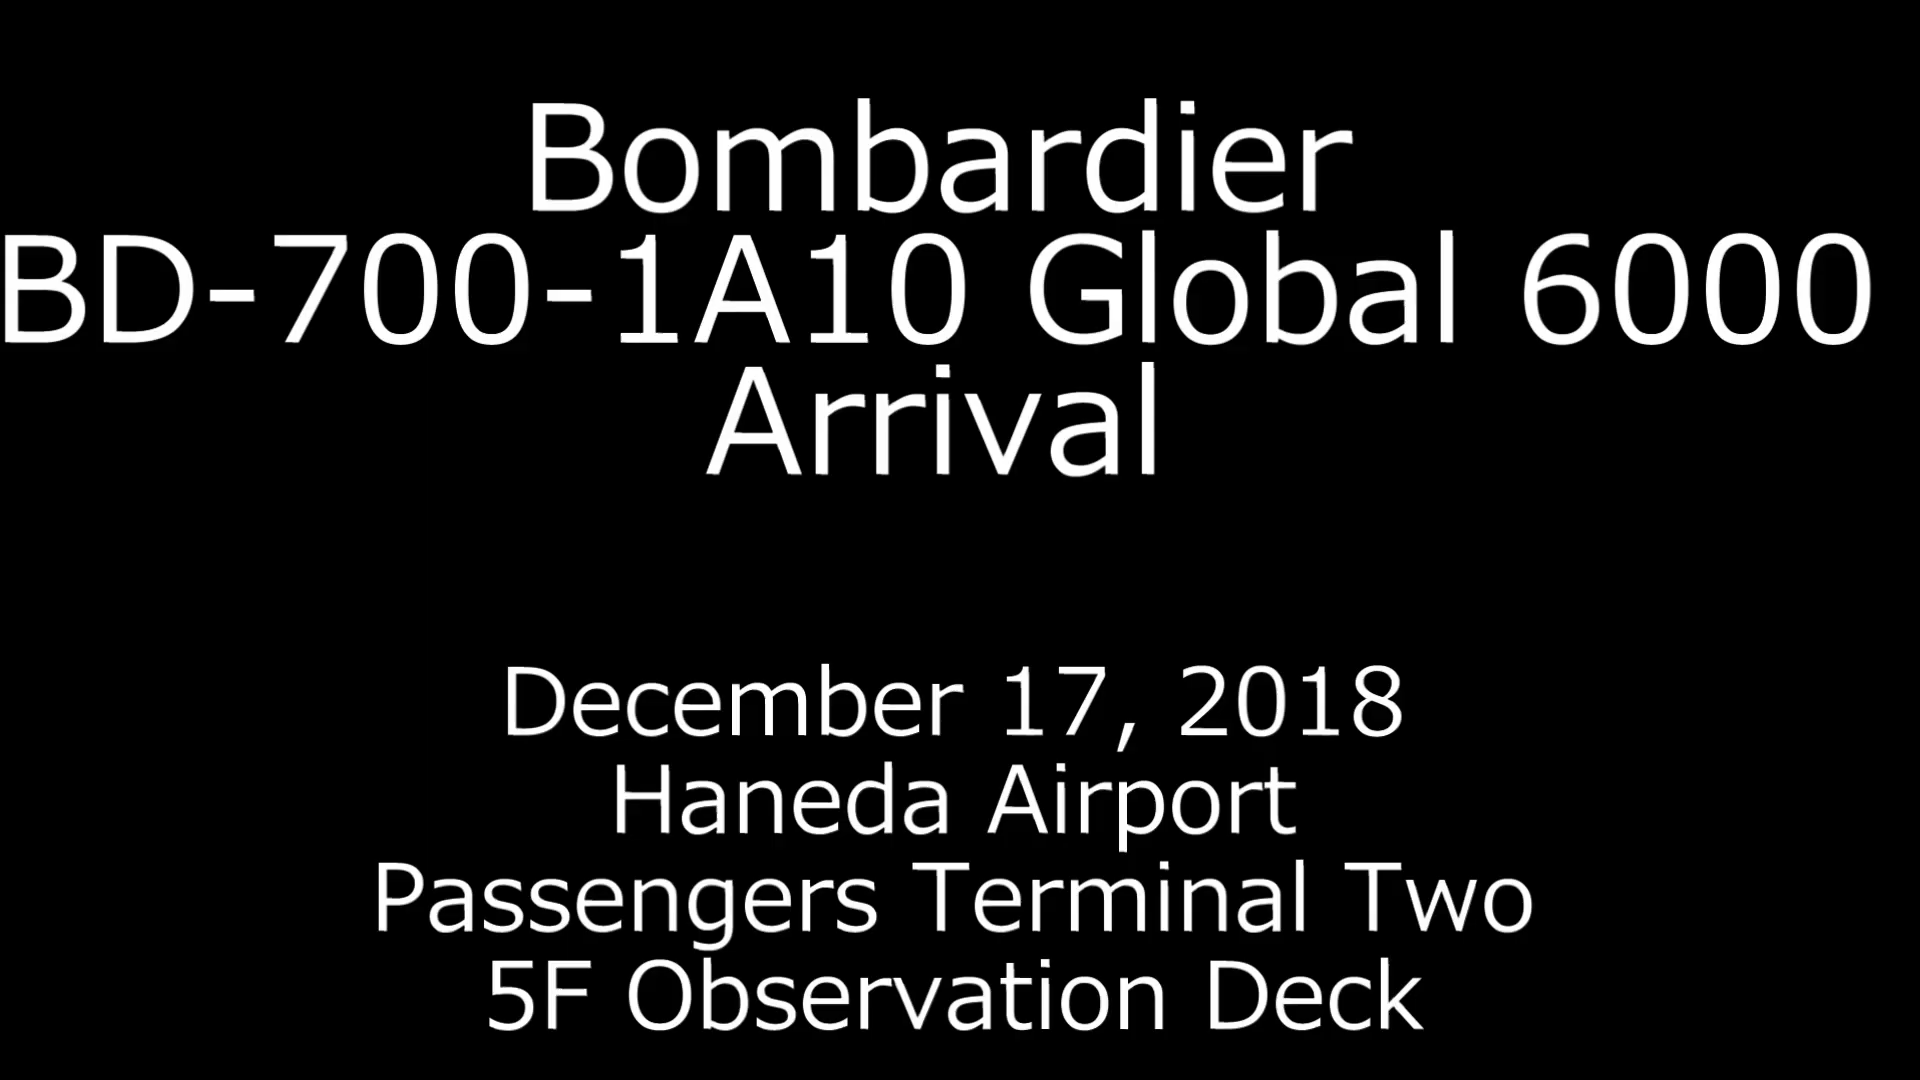 Bombardier
BD-700-1A10 Global 6000
Arrival
December 17, 2018
Haneda Airport
Passengers Terminal Two
5F Observation Deck